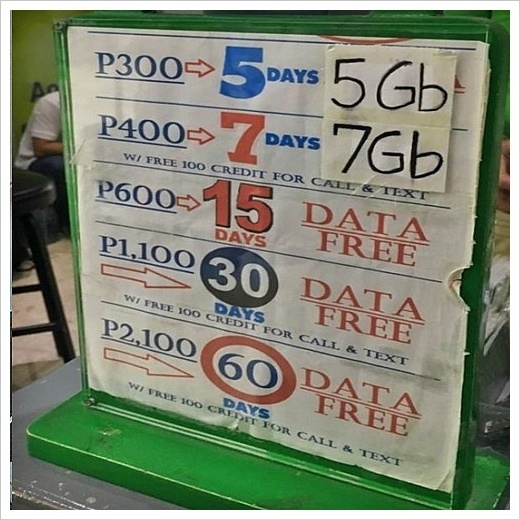 P300 5 DAYS 5Gb
P400 7 DAYS 7Gb
W/ FREE 100 CREDIT FOR CALL & TEXT
P600 15 DAYS DATA FREE
P1,100 30 DAYS DATA FREE
W/ FREE 100 CREDIT FOR CALL & TEXT
P2,100 60 DAYS DATA FREE
W/ FREE 100 CREDIT FOR CALL & TEXT